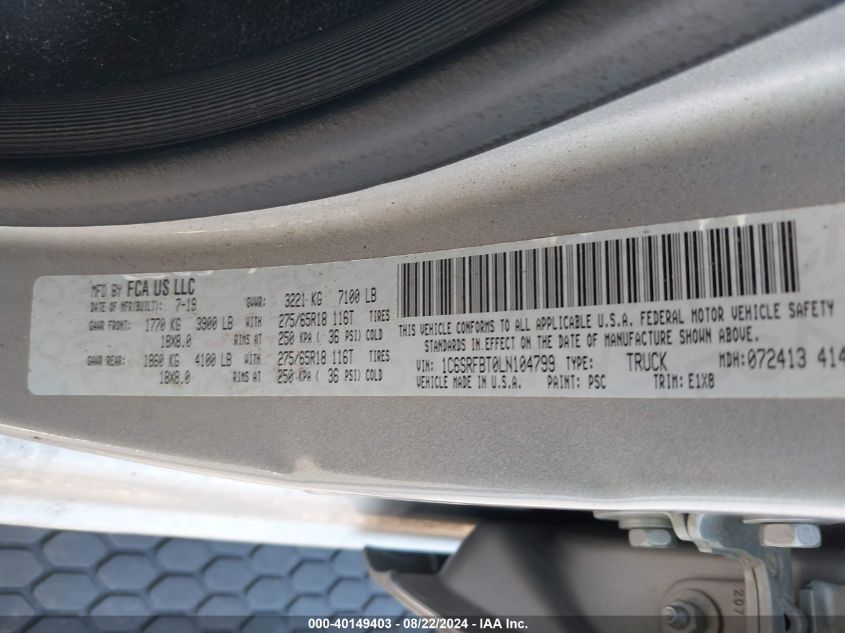 MFD BY FCA US LLC
DATE OF MFR(BUILT): 7-19 GVWR: 3221 KG 7100 LB
GAWR FRONT: 1770 KG 3900 LB WITH 275/65R18 116T TIRES
18X8.0 RIMS AT 250 KPA ( 36 PSI) COLD
GAWR REAR: 1860 KG 4100 LB WITH 275/65R18 116T TIRES
18X8.0 RIMS AT 250 KPA ( 36 PSI) COLD
THIS VEHICLE CONFORMS TO ALL APPLICABLE U.S.A. FEDERAL MOTOR VEHICLE SAFETY
STANDARDS IN EFFECT ON THE DATE OF MANUFACTURE SHOWN ABOVE.
VIN: 1C6SRFBT0LN104799 TYPE: TRUCK MDH:072413 414
VEHICLE MADE IN U.S.A. PAINT: PSC TRIM: E1X8
207
000-40149403 - 08/22/2024 - IAA Inc.